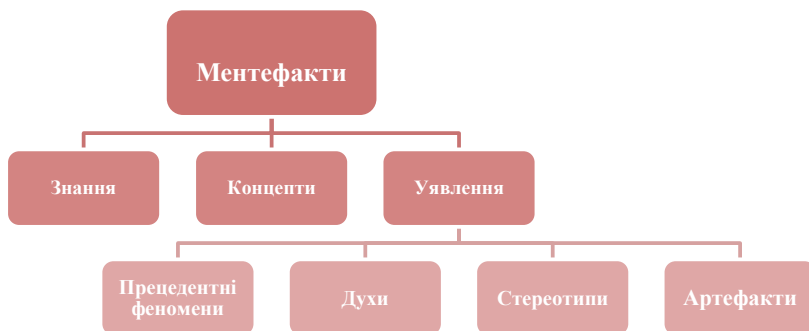 Ментефакти
Знання
Концепти
Уявлення
Прецедентні
феномени
Духи
Стереотипи
Артефакти